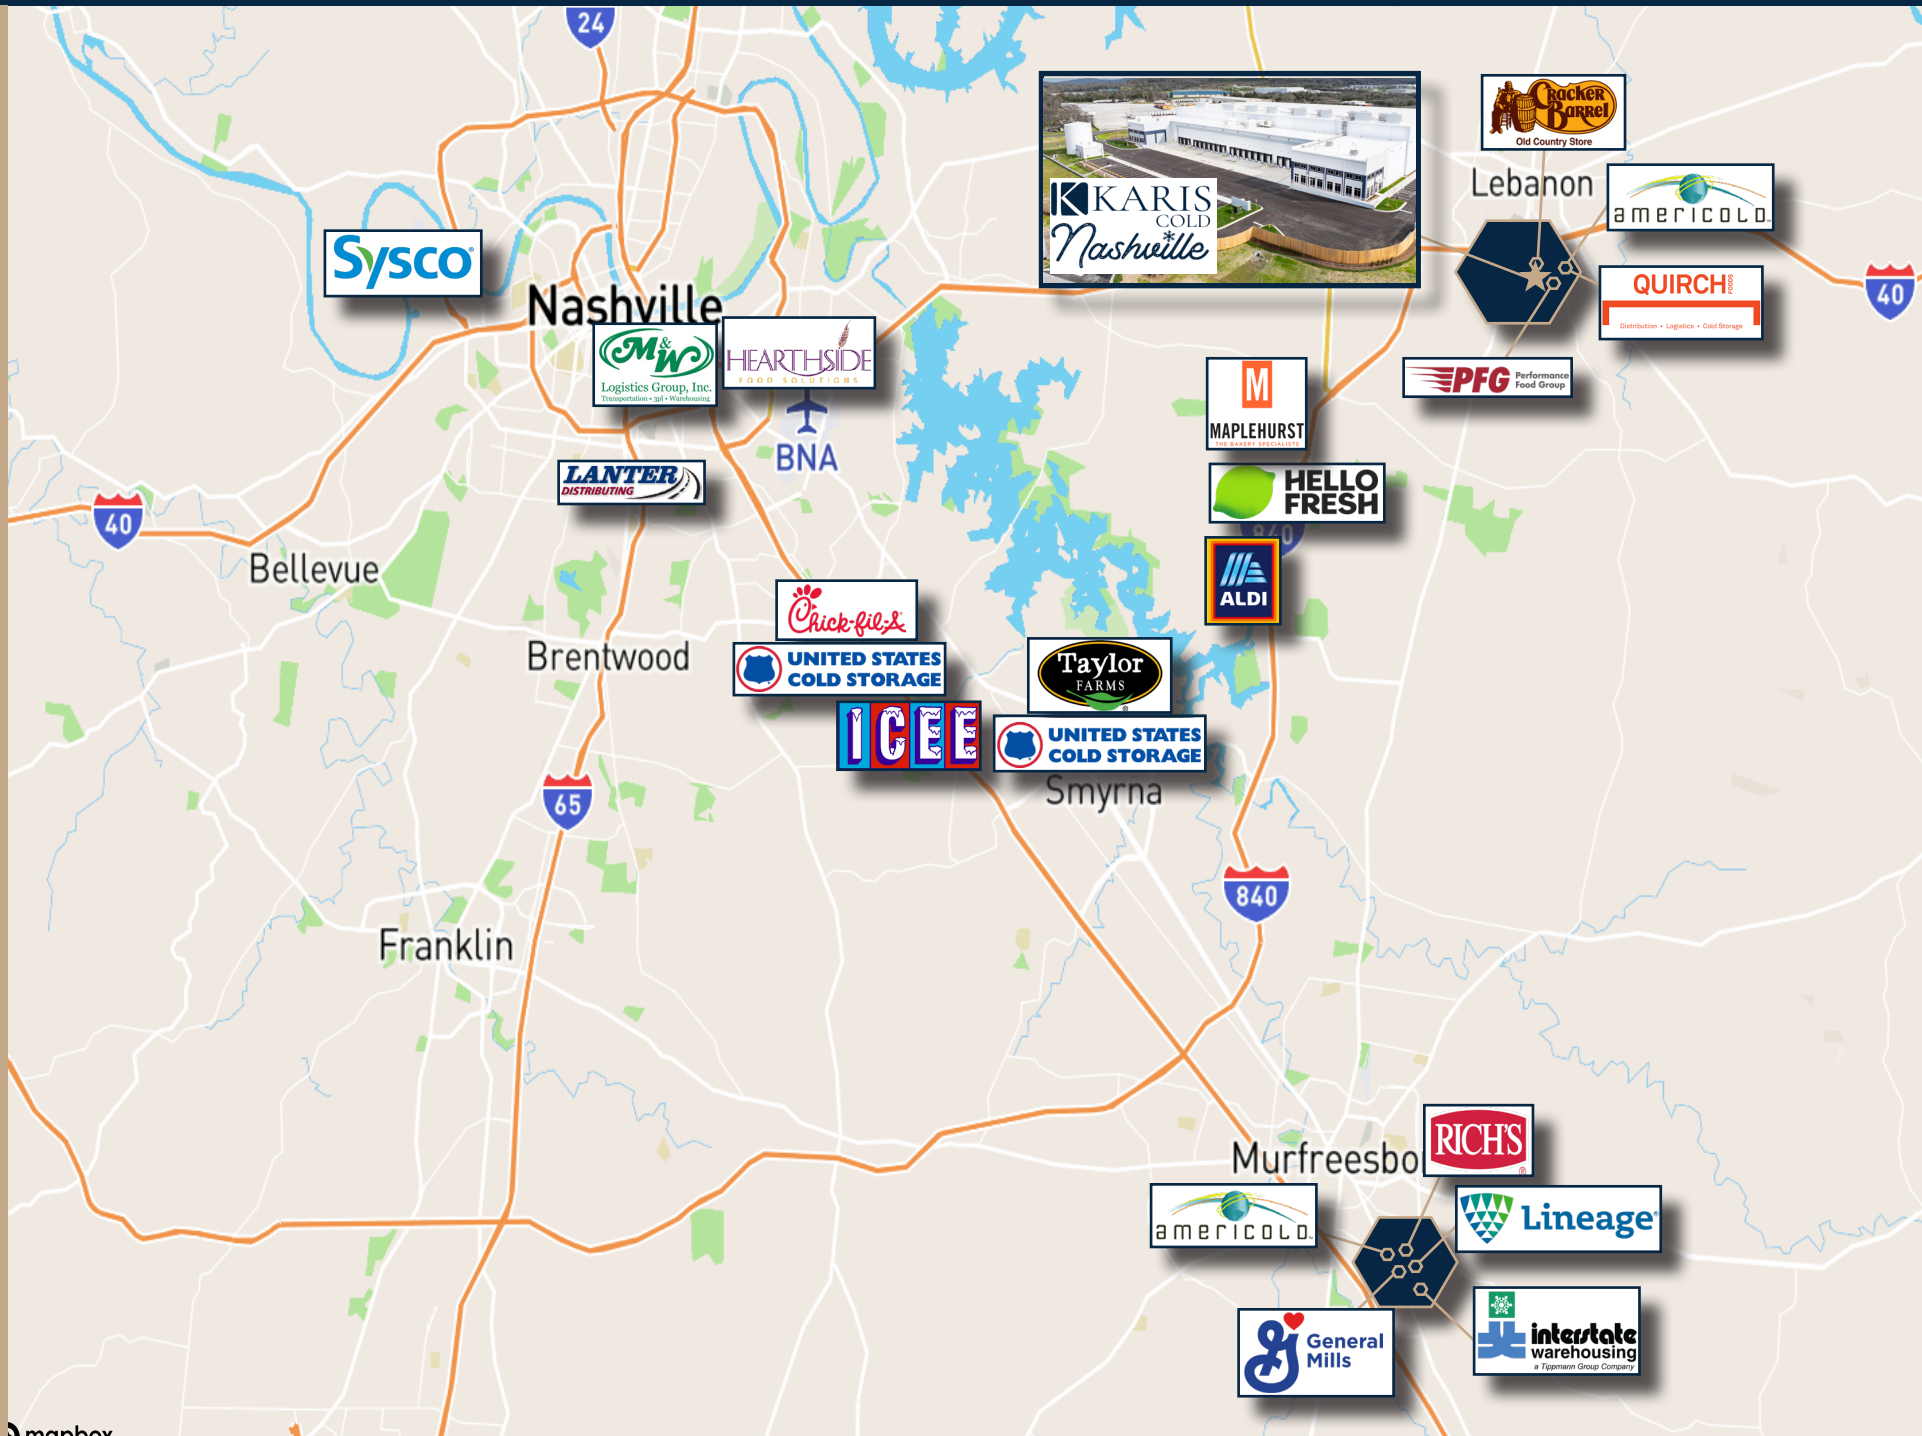 24
Cracker
Barrel
Old Country Store
Lebanon
americold
KARIS
COLD
Nashville
Sysco
QUIRCH
FOODS
Distribution • Logistics • Cold Storage
40
Nashville
M&W
Logistics Group, Inc.
Transportation • 3pl • Warehousing
HEARTHSIDE
FOOD SOLUTIONS
PFG Performance
Food Group
M
MAPLEHURST
THE BAKERY SPECIALISTS
BNA
LANTER
DISTRIBUTING
HELLO
FRESH
840
40
Bellevue
ALDI
Chick-fil-A
Brentwood
UNITED STATES
COLD STORAGE
Taylor
FARMS
ICEE
UNITED STATES
COLD STORAGE
Smyrna
65
840
Franklin
RICH'S
Murfreesbo
americold
Lineage
General
Mills
interstate
warehousing
a Tippmann Group Company
mapbox